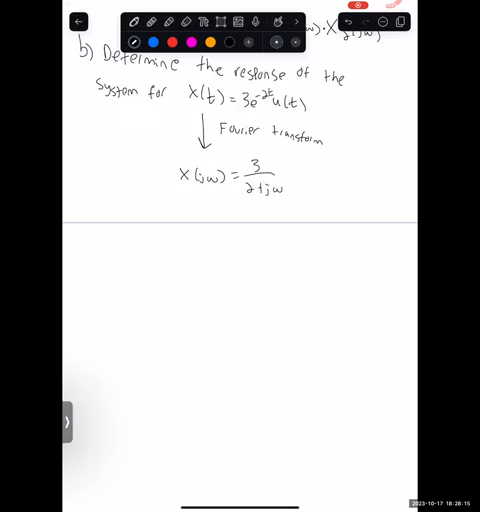 ω)·X
b) Determine the response of the
system for x(t) = 3e^{-2t}u(t)
Fourier transform
X(jω) = 3/(2+jω)
2023-10-17 18:28:15